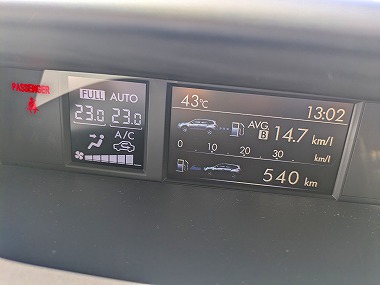 PASSENGER
FULL AUTO
23.0 23.0
A/C
43°C 13:02
AVG B 14.7 km/l
0 10 20 30 km/l
540 km